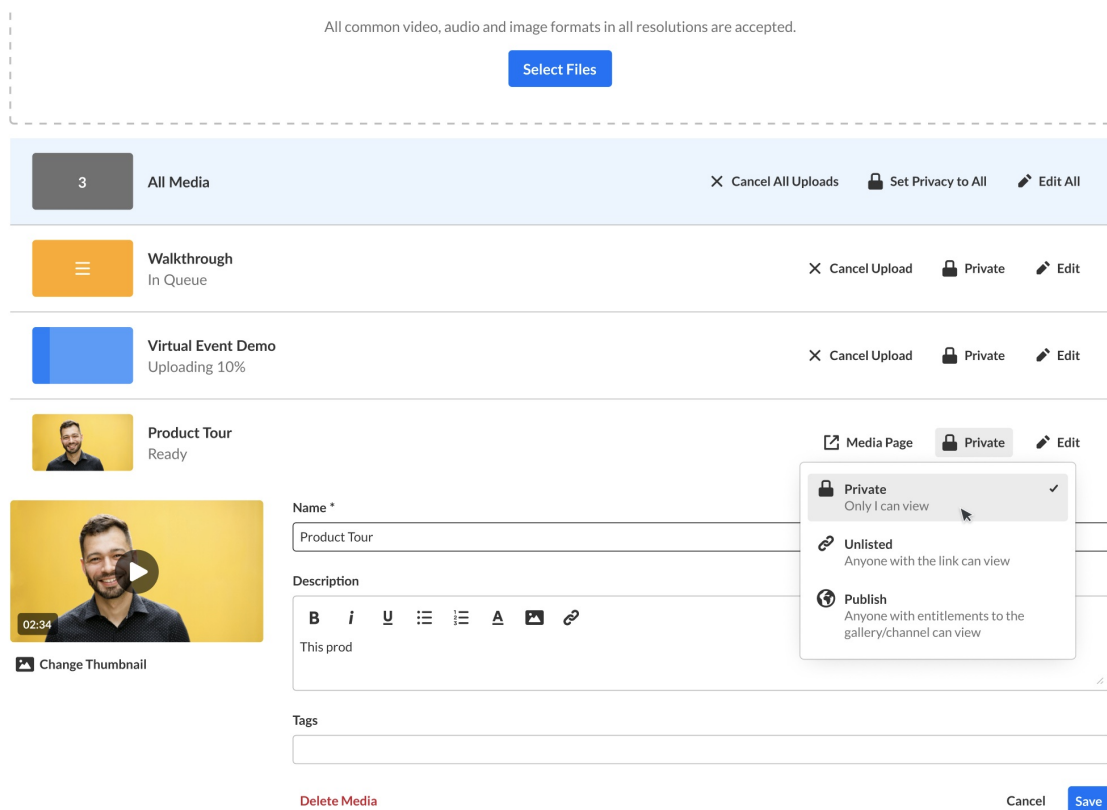 All common video, audio and image formats in all resolutions are accepted.
Select Files
3
All Media
Cancel All Uploads
Set Privacy to All
Edit All
Walkthrough
In Queue
Cancel Upload
Private
Edit
Virtual Event Demo
Uploading 10%
Cancel Upload
Private
Edit
Product Tour
Ready
Media Page
Private
Edit
Private
Only I can view
Unlisted
Anyone with the link can view
Publish
Anyone with entitlements to the
gallery/channel can view
02:34
Change Thumbnail
Name *
Product Tour
Description
B i U A
This prod
Tags
Delete Media
Cancel
Save